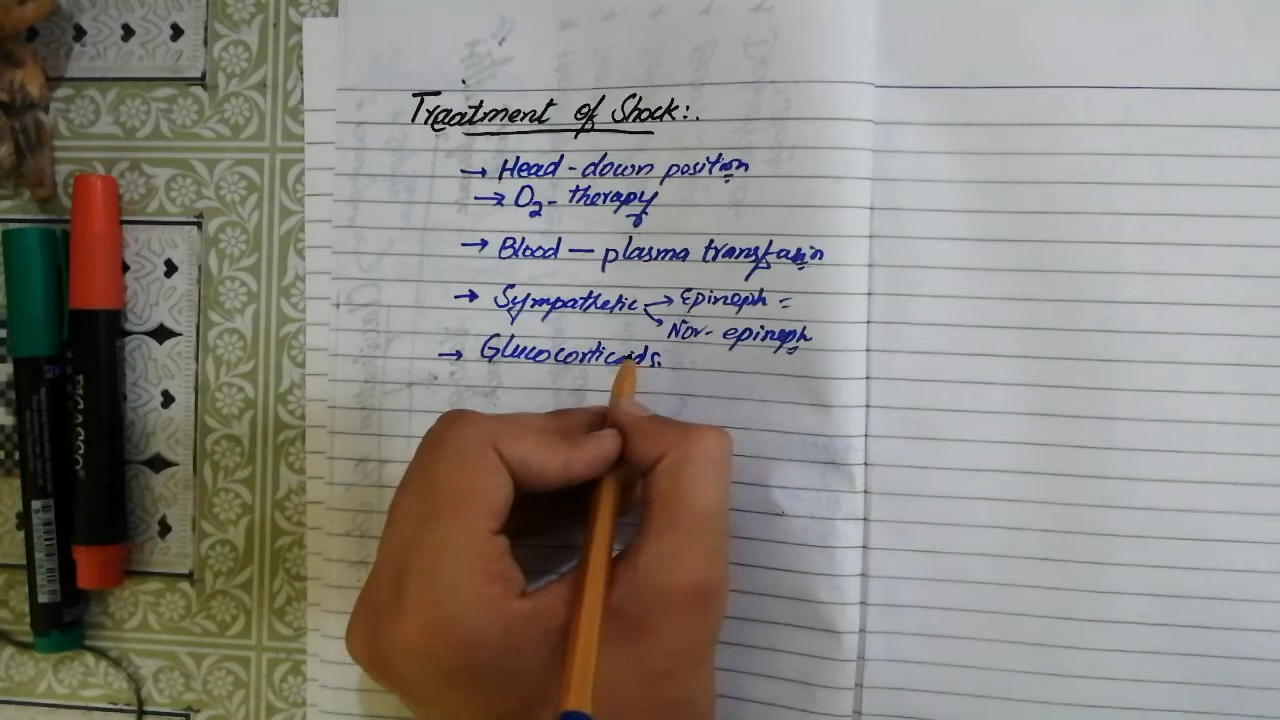 Treatment of Shock:.
→ Head-down position
→ O2- therapy
→ Blood — plasma transfusion
→ Sympathetic → Epineph =
→ Nor- epineph
→ Glucocorticoids.